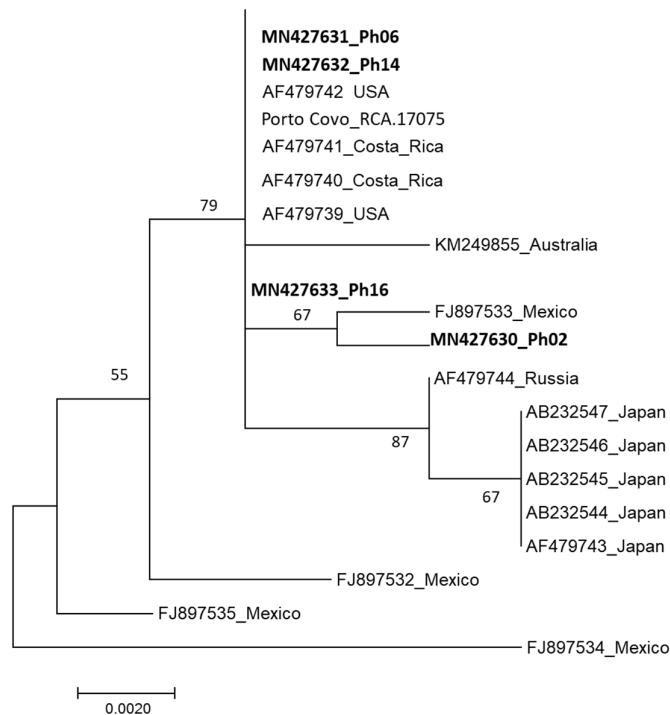 MN427631_Ph06
MN427632_Ph14
AF479742 USA
Porto Covo_RCA.17075
AF479741_Costa_Rica
AF479740_Costa_Rica
79
AF479739_USA
KM249855_Australia
MN427633_Ph16
67
FJ897533_Mexico
MN427630_Ph02
55
AF479744_Russia
AB232547_Japan
87
AB232546_Japan
AB232545_Japan
67
AB232544_Japan
AF479743_Japan
FJ897532_Mexico
FJ897535_Mexico
FJ897534_Mexico
0.0020